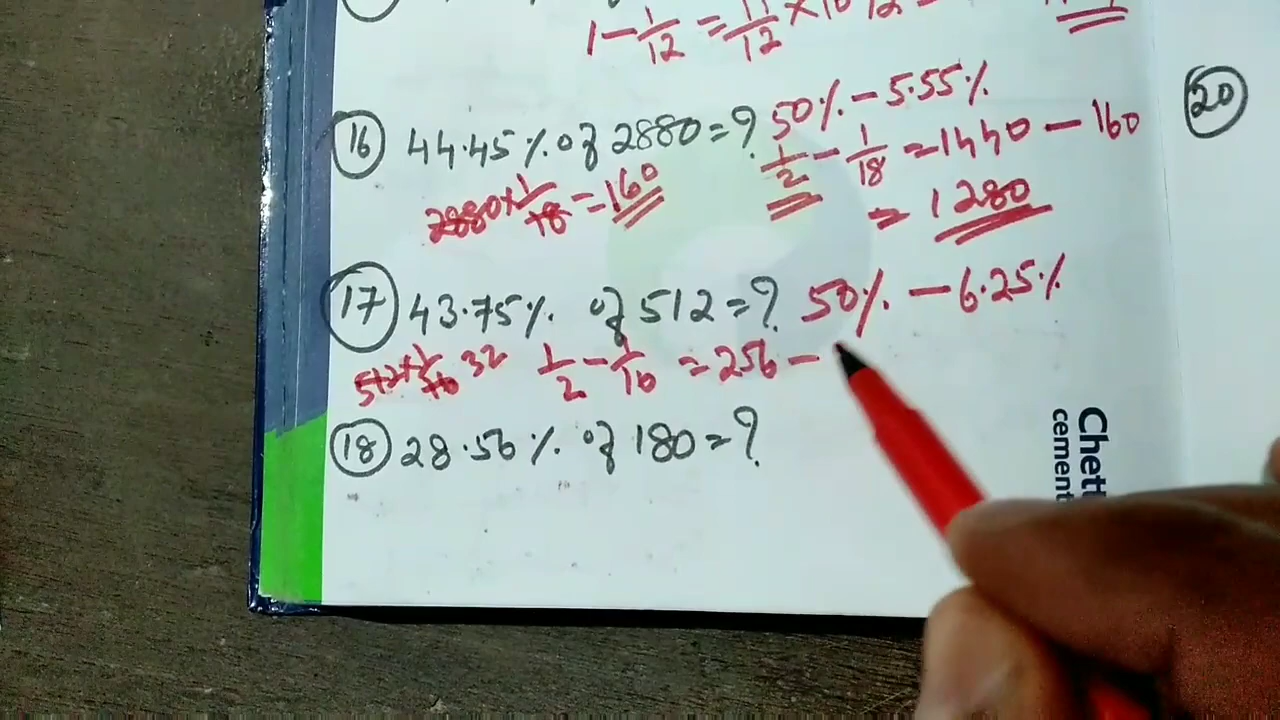 1 - 1/12 = 11/12 ×
(16) 44.45% of 2880 = ? 50% - 5.55%
1/2 - 1/18 = 1440 - 160
2880 × 1/18 = 160
= 1280
(17) 43.75% of 512 = ? 50% - 6.25%
512 × 1/16 32 1/2 - 1/16 = 256 -
(18) 28.56% of 180 = ?
(20)
Chett
cement